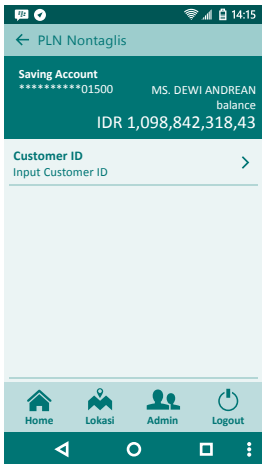 14:15
PLN Nontaglis
Saving Account
**********01500
MS. DEWI ANDREAN
balance
IDR 1,098,842,318,43
Customer ID
Input Customer ID
Home Lokasi Admin Logout